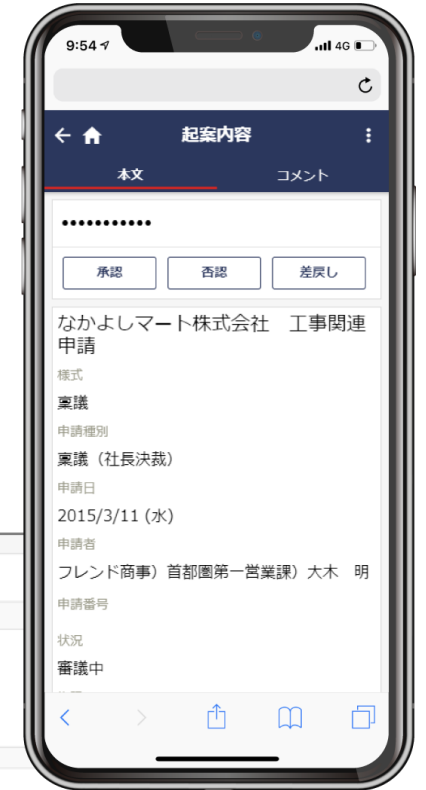 9:54
4G
起案内容
本文 コメント
•••••••••••
承認 否認 差戻し
なかよしマート株式会社　工事関連
申請
様式
稟議
申請種別
稟議（社長決裁）
申請日
2015/3/11 (水)
申請者
フレンド商事）首都圏第一営業課）大木　明
申請番号
状況
審議中